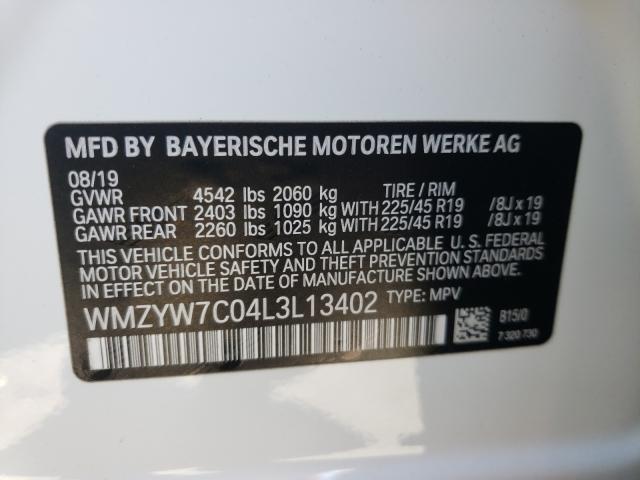 MFD BY BAYERISCHE MOTOREN WERKE AG
08/19
GVWR 4542 lbs 2060 kg TIRE / RIM
GAWR FRONT 2403 lbs 1090 kg WITH 225/45 R19 /8J x 19
GAWR REAR 2260 lbs 1025 kg WITH 225/45 R19 /8J x 19
THIS VEHICLE CONFORMS TO ALL APPLICABLE U.S. FEDERAL
MOTOR VEHICLE SAFETY AND THEFT PREVENTION STANDARDS
IN EFFECT ON THE DATE OF MANUFACTURE SHOWN ABOVE.
WMZYW7C04L3L13402 TYPE: MPV
B15/0
7 320 730